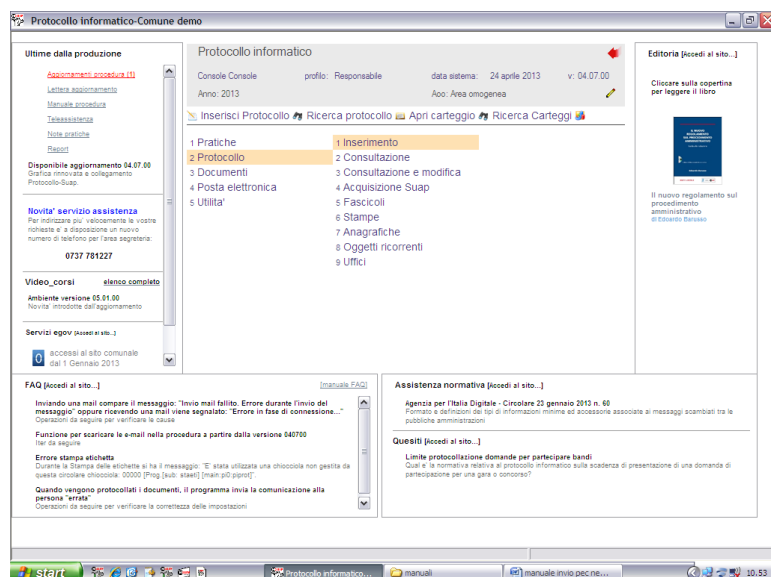 Protocollo informatico-Comune demo
Ultime dalla produzione
Aggiornamenti procedura (1)
Lettera aggiornamento
Manuale procedura
Teleassistenza
Note pratiche
Report
Disponibile aggiornamento 04.07.00
Grafica rinnovata e collegamento
Protocollo-Suap.
Novita' servizio assistenza
Per indirizzare piu' velocemente le vostre
richieste e' a disposizione un nuovo
numero di telefono per l'area segreteria:
0737 781227
Video_corsi elenco completo
Ambiente versione 05.01.00
Novita' introdotte dall'aggiornamento
Servizi egov [Accedi al sito...]
0 accessi al sito comunale
dal 1 Gennaio 2013
Protocollo informatico
Console Console profilo: Responsabile data sistema: 24 aprile 2013 v: 04.07.00
Anno: 2013 Aoo: Area omogenea
Inserisci Protocollo Ricerca protocollo Apri carteggio Ricerca Carteggi
1 Pratiche
2 Protocollo
3 Documenti
4 Posta elettronica
5 Utilita'
1 Inserimento
2 Consultazione
3 Consultazione e modifica
4 Acquisizione Suap
5 Fascicoli
6 Stampe
7 Anagrafiche
8 Oggetti ricorrenti
9 Uffici
Editoria [Accedi al sito...]
Cliccare sulla copertina
per leggere il libro
Il nuovo regolamento sul
procedimento
amministrativo
di Edoardo Barusso
FAQ [Accedi al sito...] [manuale FAQ]
Inviando una mail compare il messaggio: "Invio mail fallito. Errore durante l'invio del
messaggio" oppure ricevendo una mail viene segnalato: "Errore in fase di connessione..."
Operazioni da seguire per verificare le cause
Funzione per scaricare le e-mail nella procedura a partire dalla versione 040700
Iter da seguire
Errore stampa etichetta
Durante la Stampa delle etichette si ha il messaggio: "E' stata utilizzata una chiocciola non gestita da
questa circolare chiocciola: 00000 [Prog.[sub: staeti] [main:pi0:piprot]".
Quando vengono protocollati i documenti, il programma invia la comunicazione alla
persona "errata"
Operazioni da seguire per verificare la correttezza delle impostazioni
Assistenza normativa [Accedi al sito...]
Agenzia per l'Italia Digitale - Circolare 23 gennaio 2013 n. 60
Formato e definizioni dei tipi di informazioni minime ed accessorie associate ai messaggi scambiati tra le
pubbliche amministrazioni
Quesiti [Accedi al sito...]
Limite protocollazione domande per partecipare bandi
Qual e' la normativa relativa al protocollo informatico sulla scadenza di presentazione di una domanda di
partecipazione per una gara o concorso?
start Protocollo informatico... manuali manuale invio pec ne... 10.53